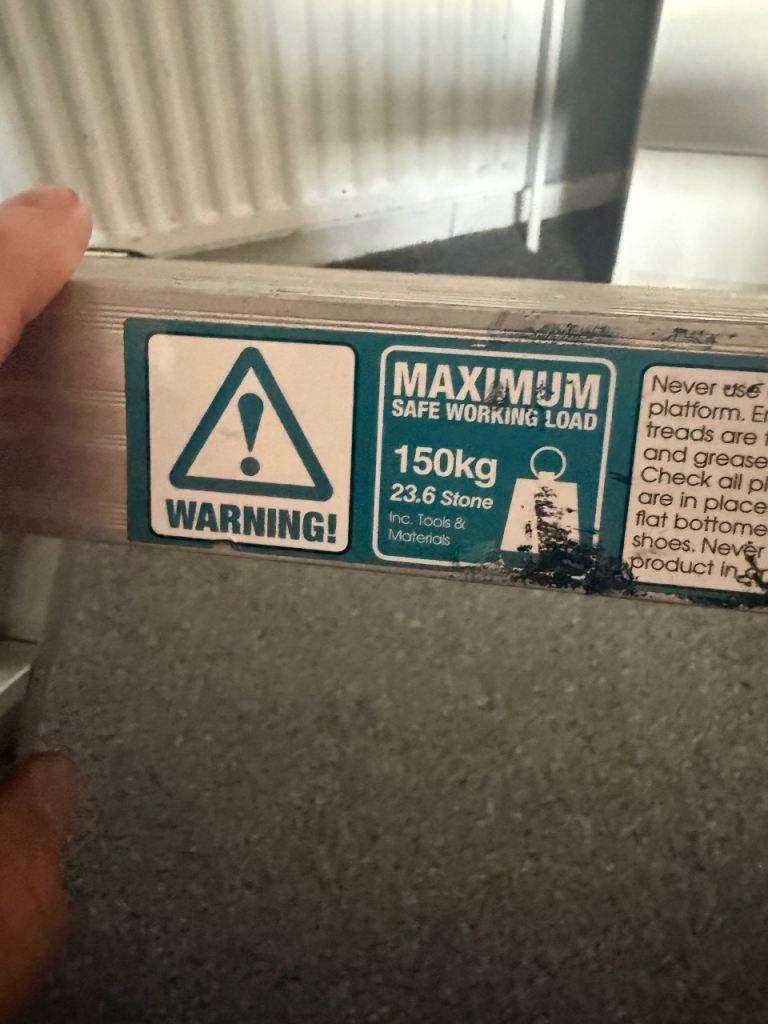 WARNING!
MAXIMUM
SAFE WORKING LOAD
150kg
23.6 Stone
Inc. Tools &
Materials
Never use
platform.
treads are
and grease
Check all
are in place
flat
shoes. Never
product in